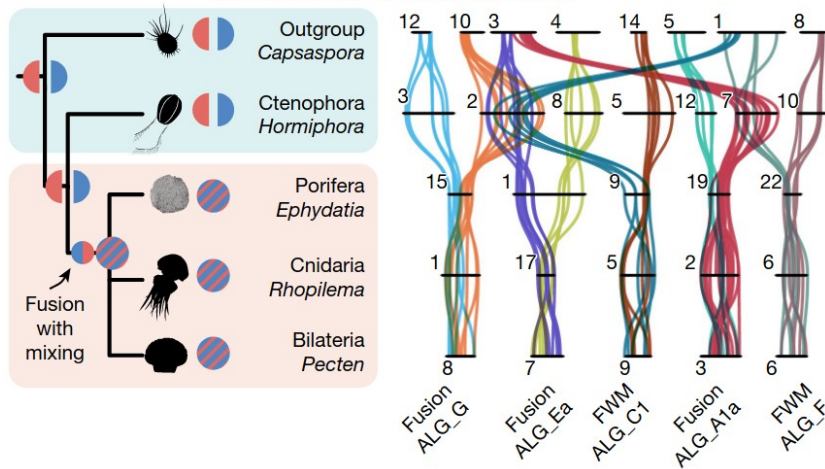 Outgroup
Capsaspora
Ctenophora
Hormiphora
Porifera
Ephydatia
Cnidaria
Rhopilema
Bilateria
Pecten
Fusion
with
mixing
12 10 3 4 14 5 1 8
3 2 8 5 12 7 10
15 1 9 19 22
1 17 5 2 6
8 7 9 3 6
Fusion
ALG_G
Fusion
ALG_Ea
FWM
ALG_C1
Fusion
ALG_A1a
FWM
ALG_F